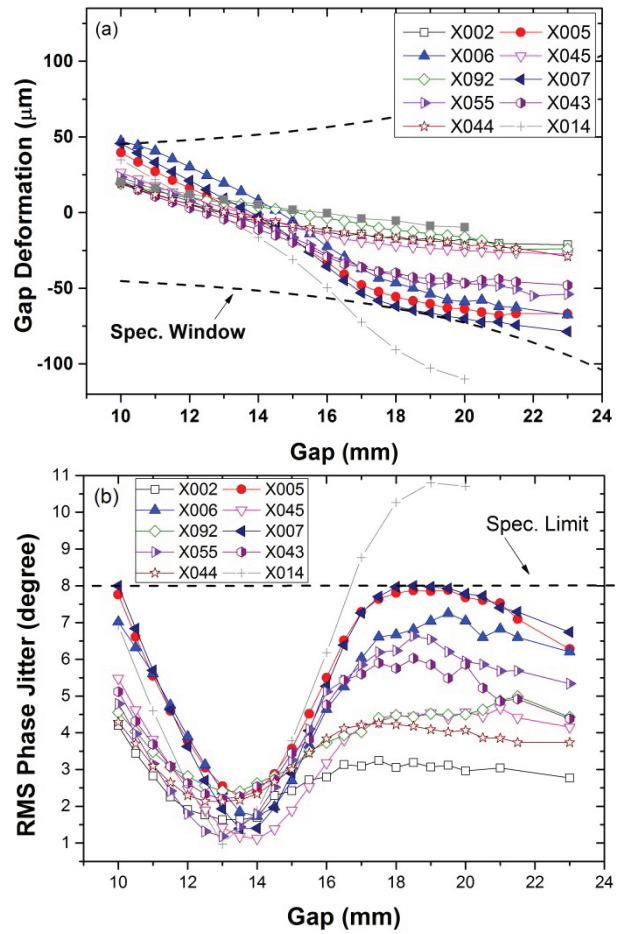 (a)
X002 X005
X006 X045
X092 X007
X055 X043
X044 X014
100
50
0
-50
-100
Gap Deformation (μm)
Spec. Window
10 12 14 16 18 20 22 24
Gap (mm)
(b)
X002 X005
X006 X045
X092 X007
X055 X043
X044 X014
Spec. Limit
11
10
9
8
7
6
5
4
3
2
1
RMS Phase Jitter (degree)
10 12 14 16 18 20 22 24
Gap (mm)